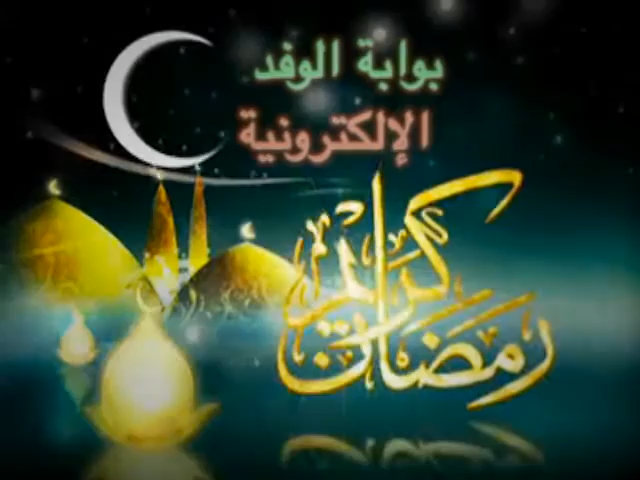 بوابة الوفد
الإلكترونية
رمضان كريم